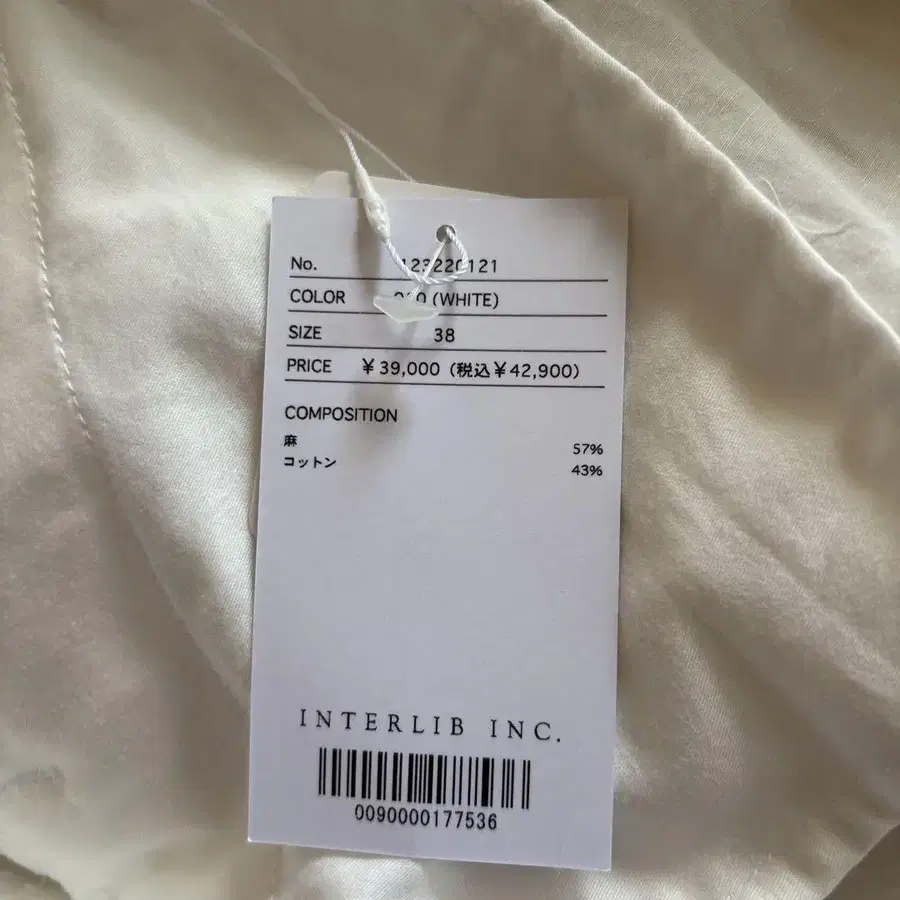 No. 123220121
COLOR (WHITE)
SIZE 38
PRICE ¥39,000 (税込¥42,900)
COMPOSITION
麻 57%
コットン 43%
INTERLIB INC.
0090000177536